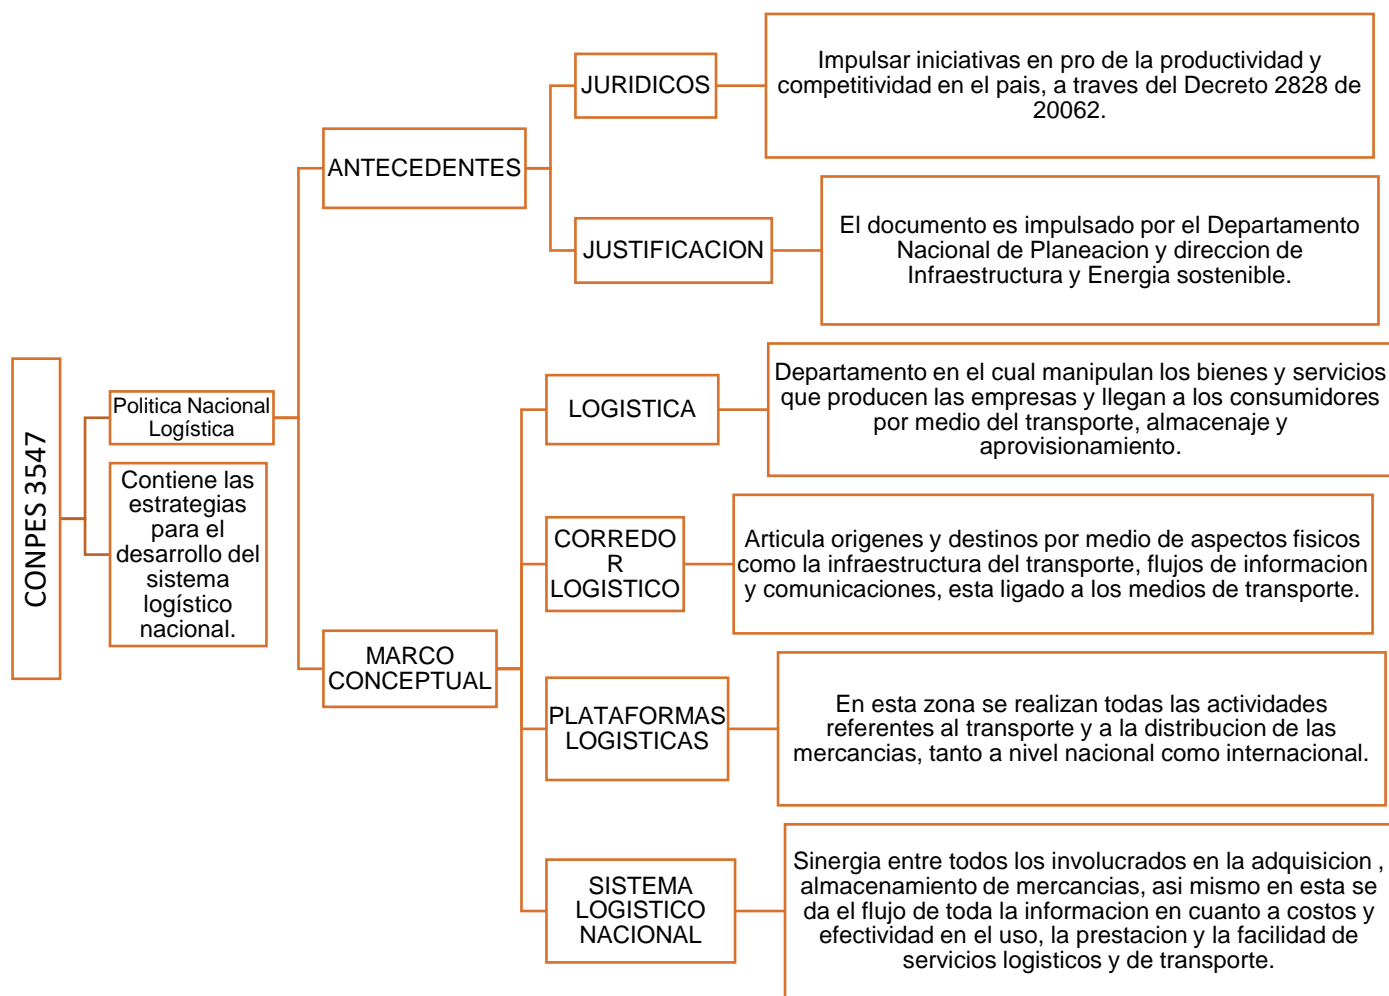 CONPES 3547
Politica Nacional
Logística
Contiene las
estrategias
para el
desarrollo del
sistema
logístico
nacional.
ANTECEDENTES
JURIDICOS
Impulsar iniciativas en pro de la productividad y
competitividad en el pais, a traves del Decreto 2828 de
20062.
JUSTIFICACION
El documento es impulsado por el Departamento
Nacional de Planeacion y direccion de
Infraestructura y Energia sostenible.
MARCO
CONCEPTUAL
LOGISTICA
Departamento en el cual manipulan los bienes y servicios
que producen las empresas y llegan a los consumidores
por medio del transporte, almacenaje y
aprovisionamiento.
CORREDO
R
LOGISTICO
Articula origenes y destinos por medio de aspectos fisicos
como la infraestructura del transporte, flujos de informacion
y comunicaciones, esta ligado a los medios de transporte.
PLATAFORMAS
LOGISTICAS
En esta zona se realizan todas las actividades
referentes al transporte y a la distribucion de las
mercancias, tanto a nivel nacional como internacional.
SISTEMA
LOGISTICO
NACIONAL
Sinergia entre todos los involucrados en la adquisicion ,
almacenamiento de mercancias, asi mismo en esta se
da el flujo de toda la informacion en cuanto a costos y
efectividad en el uso, la prestacion y la facilidad de
servicios logisticos y de transporte.